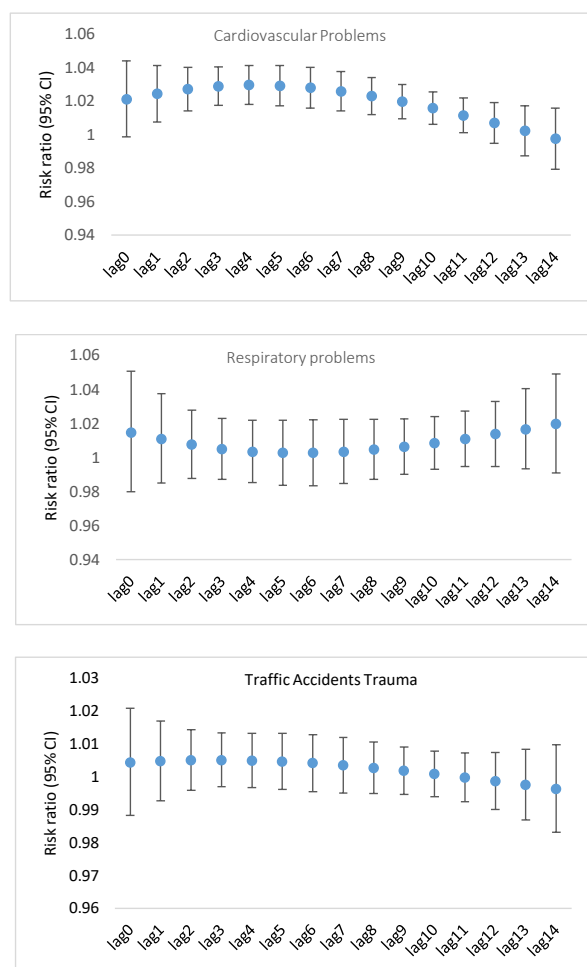 Cardiovascular Problems
Risk ratio (95% CI)
1.06
1.04
1.02
1
0.98
0.96
0.94
lag0 lag1 lag2 lag3 lag4 lag5 lag6 lag7 lag8 lag9 lag10 lag11 lag12 lag13 lag14
Respiratory problems
Risk ratio (95% CI)
1.06
1.04
1.02
1
0.98
0.96
0.94
lag0 lag1 lag2 lag3 lag4 lag5 lag6 lag7 lag8 lag9 lag10 lag11 lag12 lag13 lag14
Traffic Accidents Trauma
Risk ratio (95% CI)
1.03
1.02
1.01
1
0.99
0.98
0.97
0.96
lag0 lag1 lag2 lag3 lag4 lag5 lag6 lag7 lag8 lag9 lag10 lag11 lag12 lag13 lag14